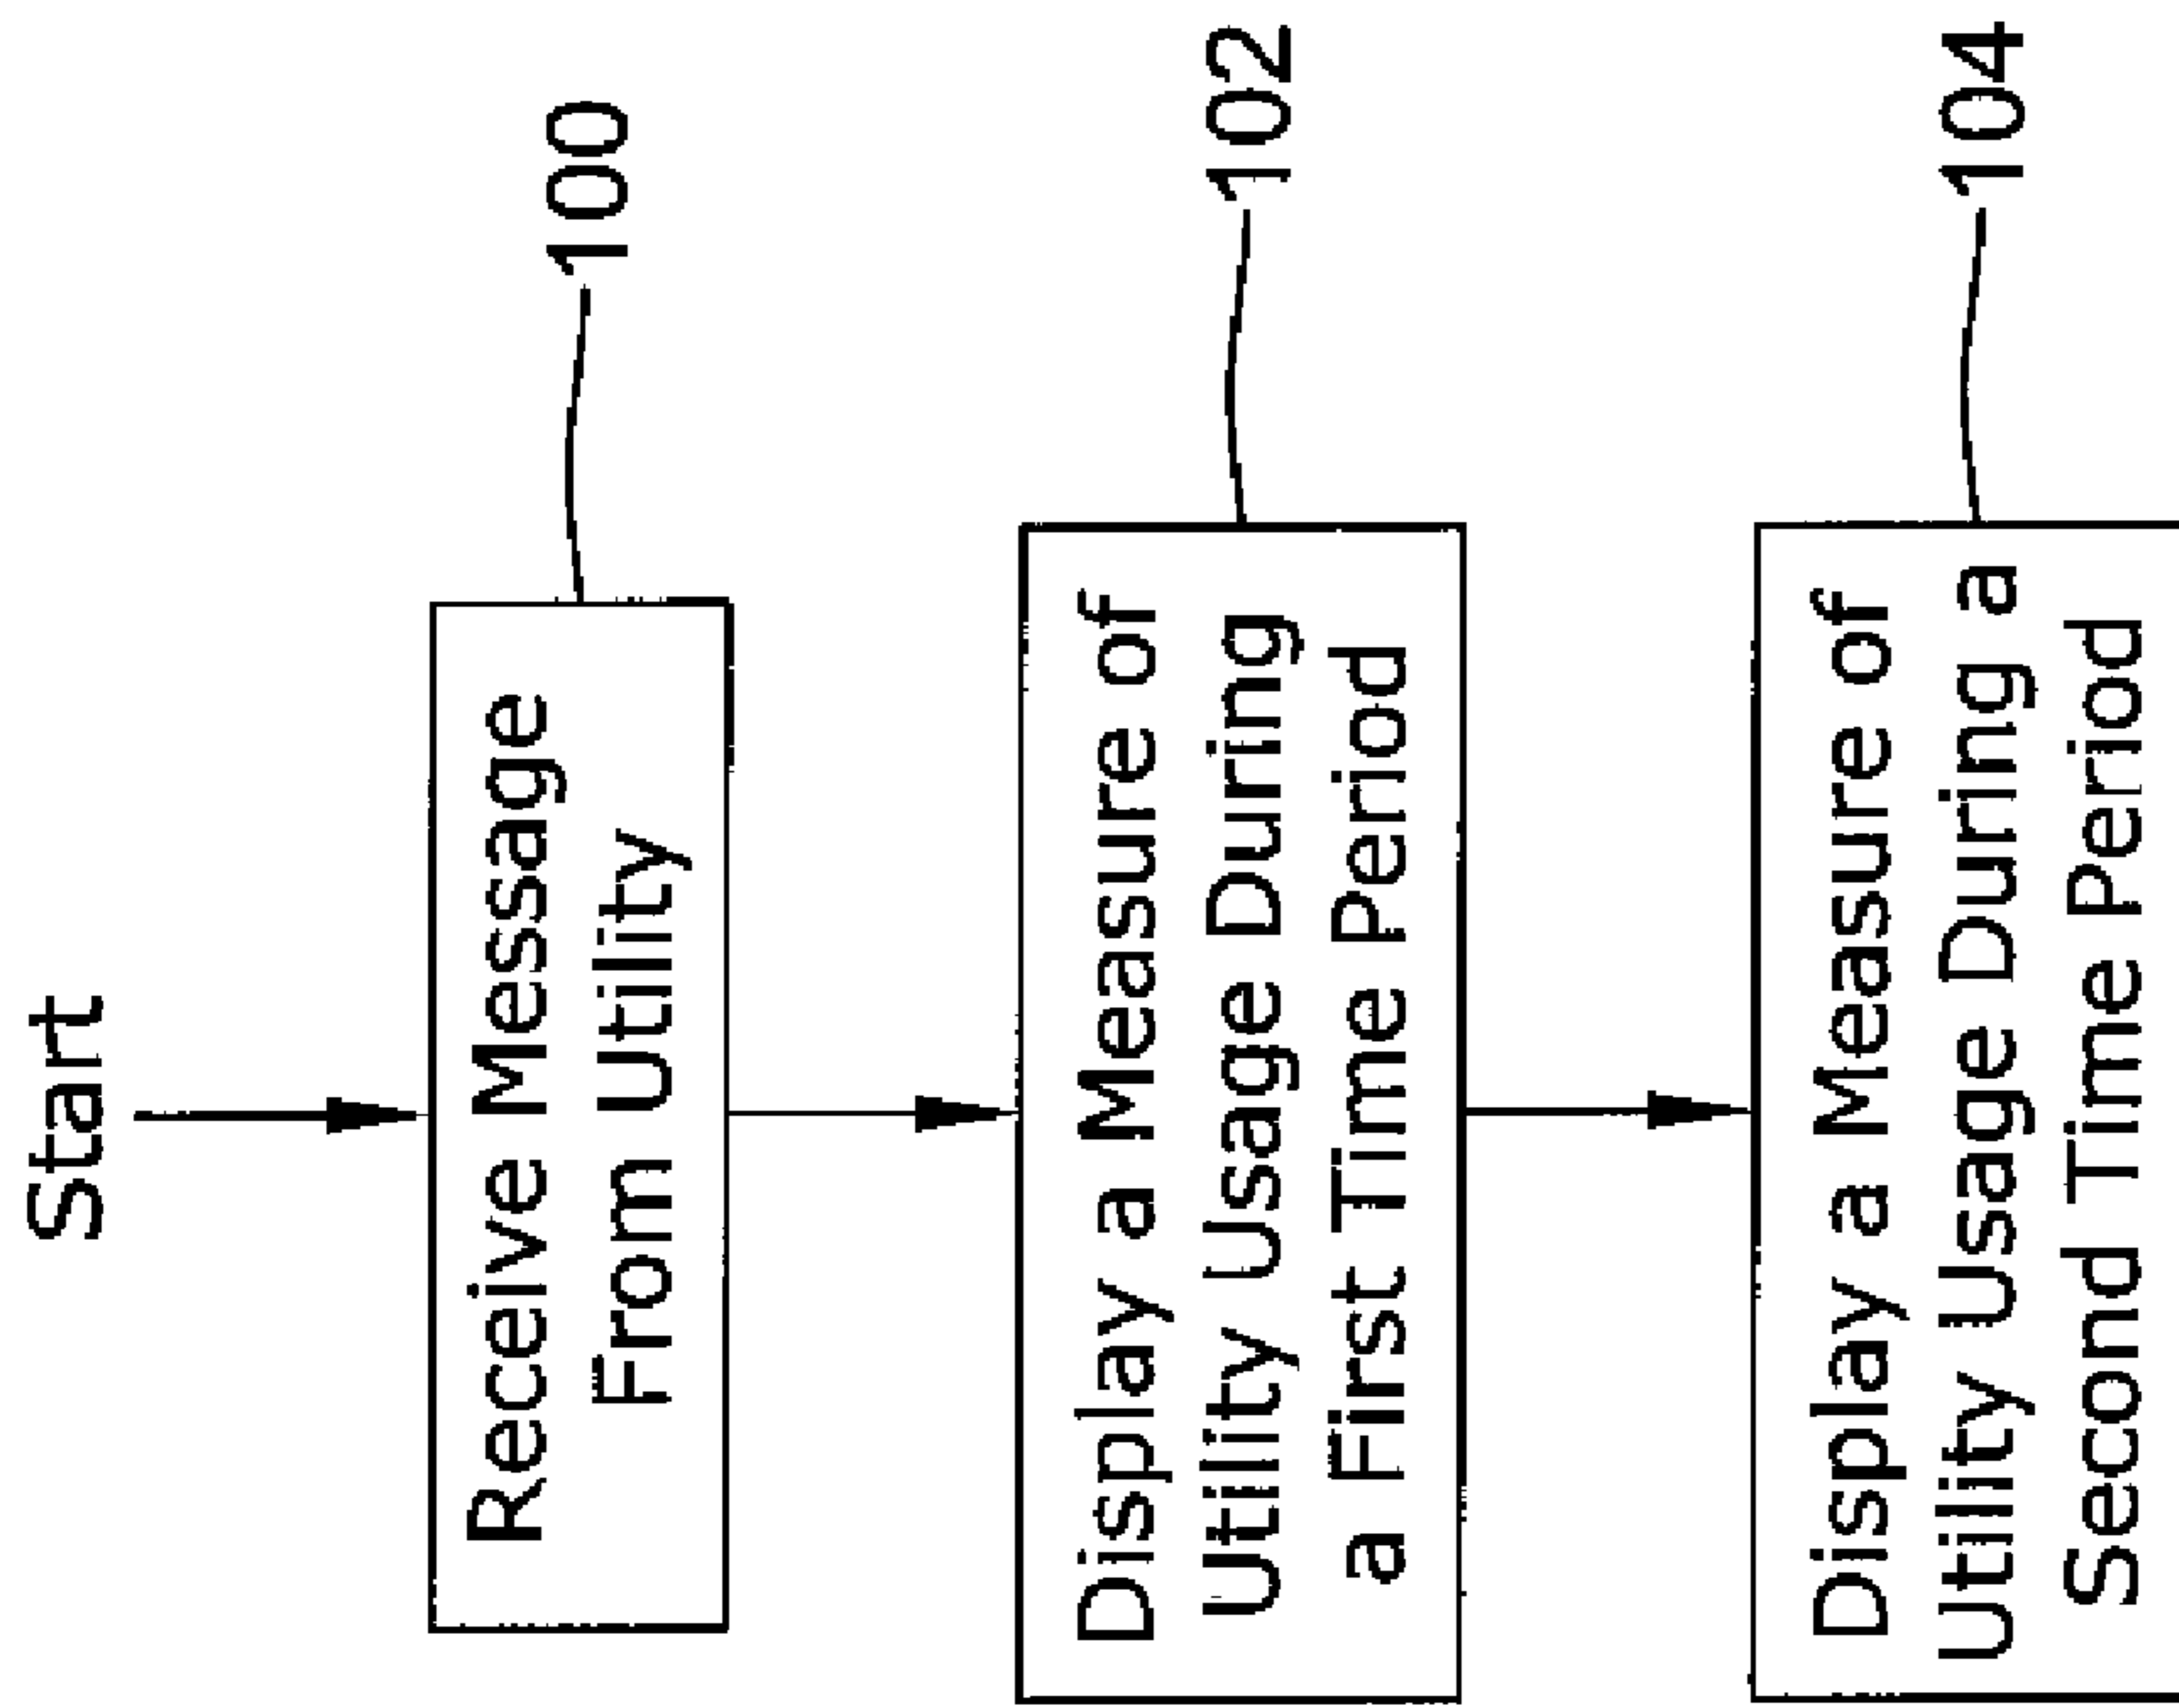 Start
Receive Message
From Utility
100
Display a Measure of
Utility Usage During
a First Time Period
102
Display a Measure of
Utility Usage During a
Second Time Period
104